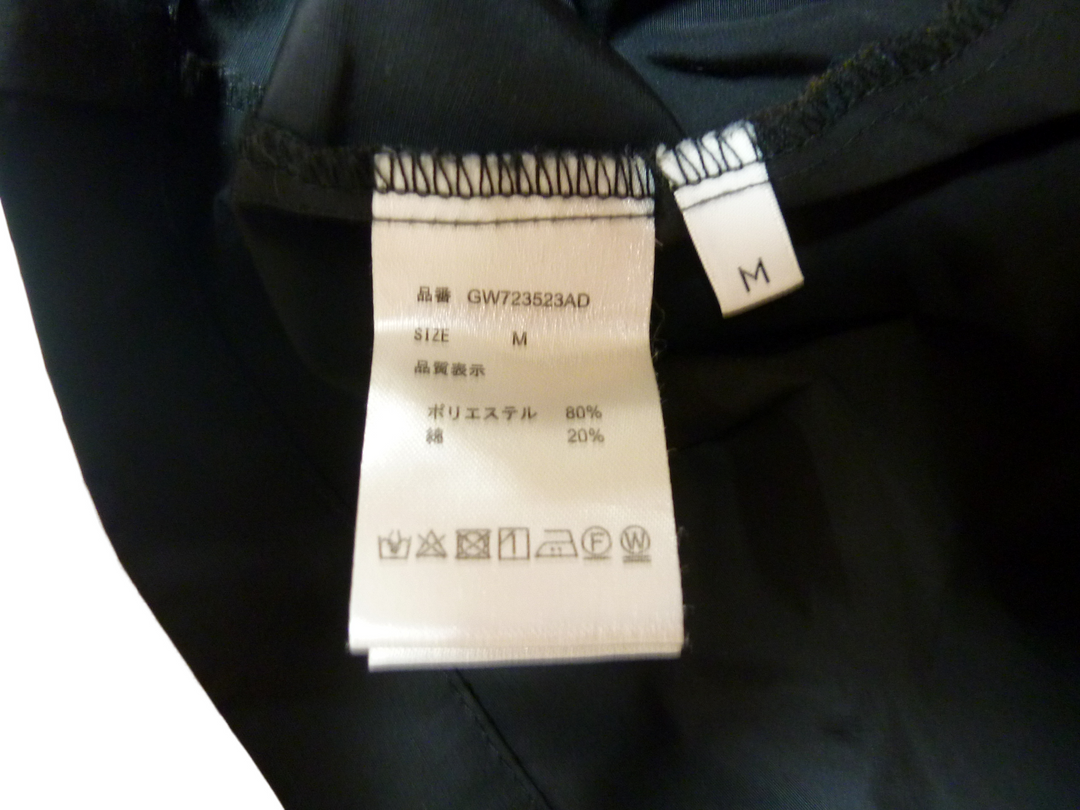 品番 GW723523AD
SIZE M
品質表示
ポリエステル 80%
綿 20%
F W
M